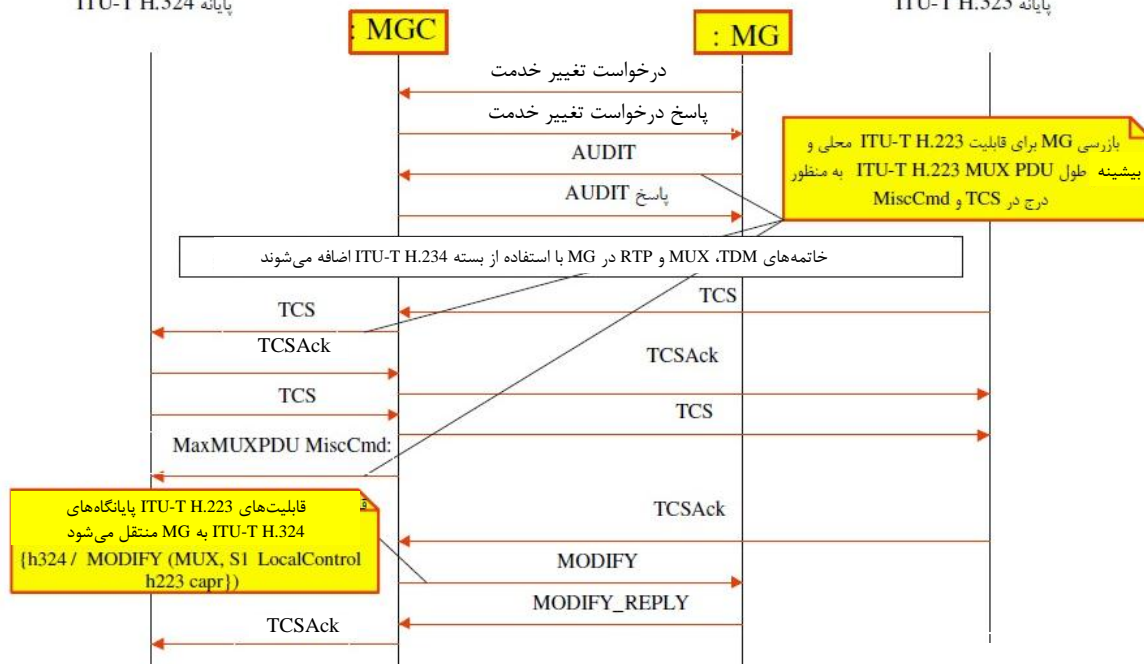 پایانه ITU-T H.324
پایانه ITU-T H.323
: MGC
: MG
درخواست تغییر خدمت
پاسخ درخواست تغییر خدمت
بازرسی MG برای قابلیت ITU-T H.223 محلی و
بیشینه طول ITU-T H.223 MUX PDU به منظور
درج در TCS و MiscCmd
AUDIT
پاسخ AUDIT
خاتمه‌های MUX ،TDM و RTP در MG با استفاده از بسته ITU-T H.234 اضافه می‌شوند
TCS
TCS
TCSAck
TCSAck
TCS
TCS
MaxMUXPDU MiscCmd:
قابلیت‌های ITU-T H.223 پایانگاه‌های
ITU-T H.324 به MG منتقل می‌شود
{h324 / MODIFY (MUX, S1 LocalControl
h223 capr})
TCSAck
MODIFY
MODIFY_REPLY
TCSAck